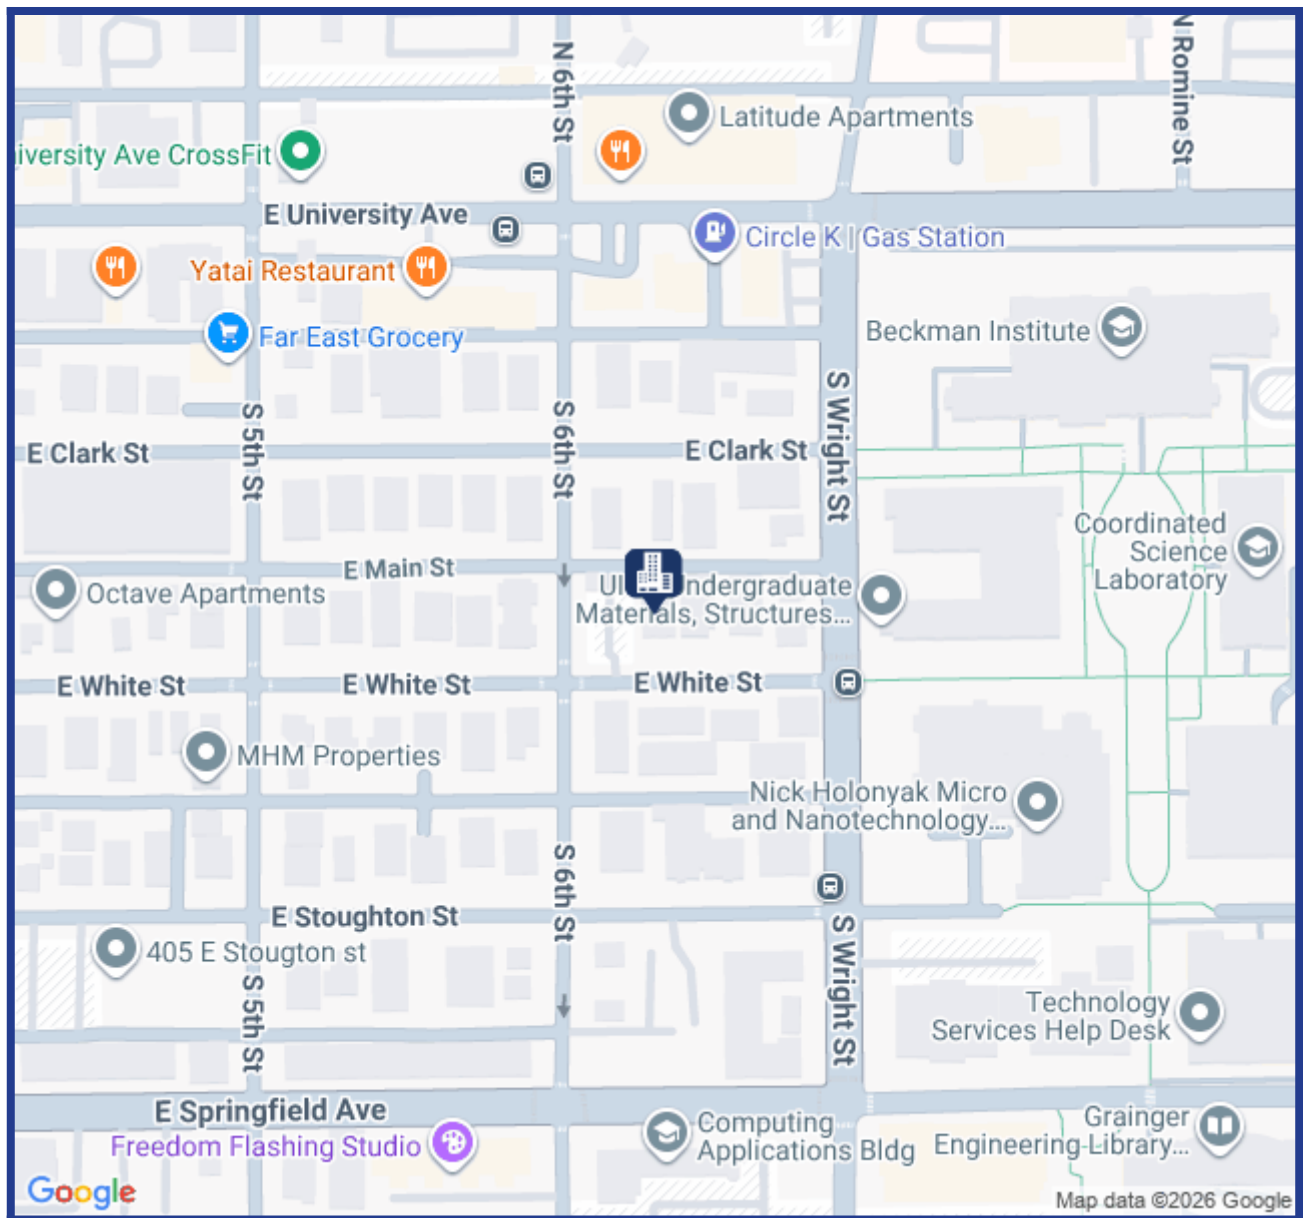 N 6th St
N Romine St
Latitude Apartments
iversity Ave CrossFit
E University Ave
Circle K | Gas Station
Yatai Restaurant
Far East Grocery
Beckman Institute
S 5th St
S 6th St
S Wright St
E Clark St
E Clark St
Coordinated
Science
Laboratory
E Main St
Octave Apartments
ndergraduate
Materials, Structures...
E White St
E White St
E White St
MHM Properties
Nick Holonyak Micro
and Nanotechnology...
S 6th St
E Stoughton St
405 E Stougton st
S 5th St
S Wright St
Technology
Services Help Desk
E Springfield Ave
Freedom Flashing Studio
Computing
Applications Bldg
Grainger
Engineering Library...
Google
Map data ©2026 Google